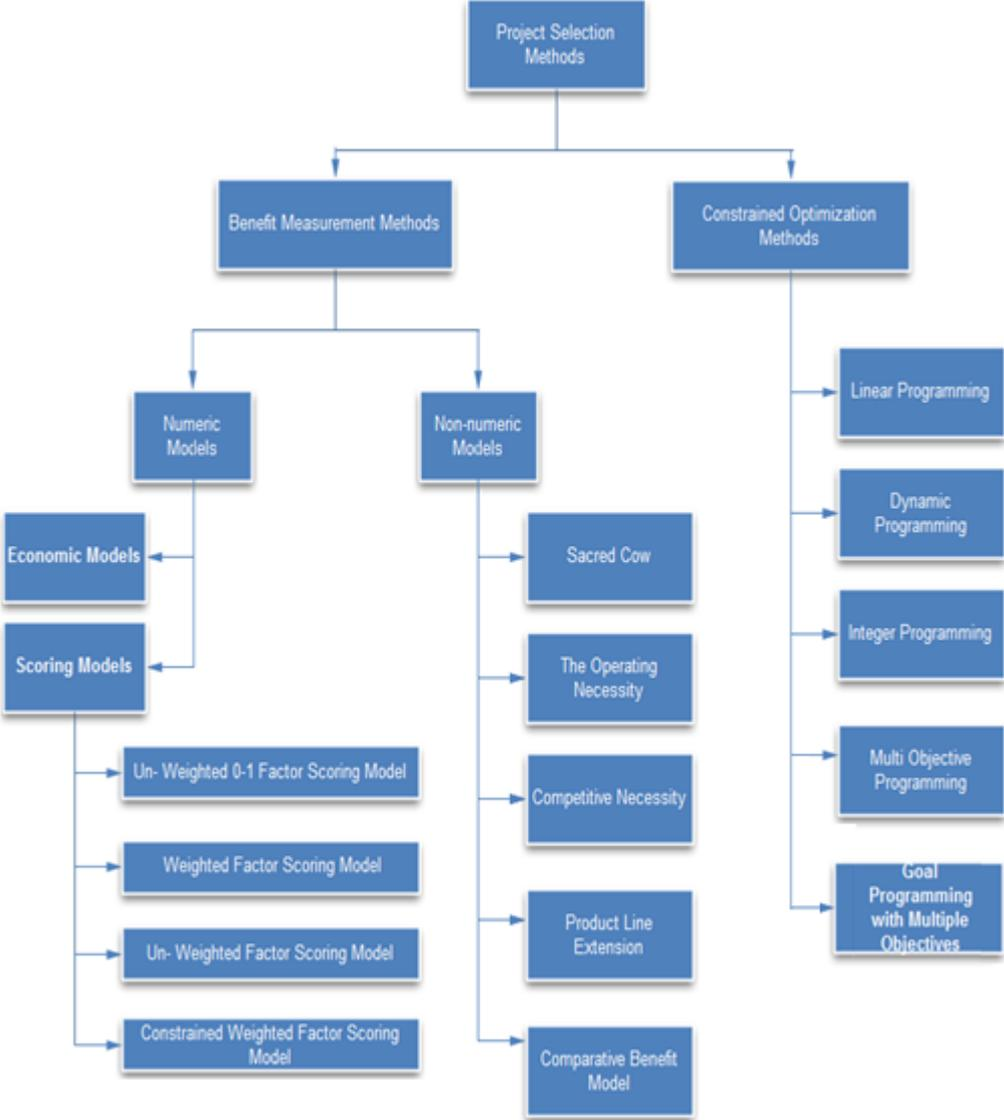 Project Selection
Methods
Benefit Measurement Methods
Constrained Optimization
Methods
Numeric
Models
Non-numeric
Models
Linear Programming
Dynamic
Programming
Integer Programming
Multi Objective
Programming
Goal
Programming
with Multiple
Objectives
Economic Models
Scoring Models
Un- Weighted 0-1 Factor Scoring Model
Weighted Factor Scoring Model
Un- Weighted Factor Scoring Model
Constrained Weighted Factor Scoring
Model
Sacred Cow
The Operating
Necessity
Competitive Necessity
Product Line
Extension
Comparative Benefit
Model